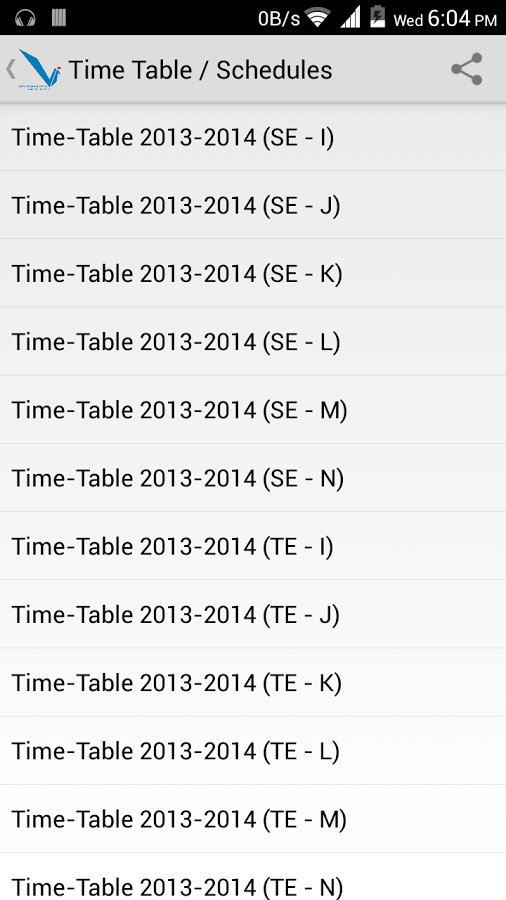 0B/s Wed 6:04 PM
Time Table / Schedules
Time-Table 2013-2014 (SE - I)
Time-Table 2013-2014 (SE - J)
Time-Table 2013-2014 (SE - K)
Time-Table 2013-2014 (SE - L)
Time-Table 2013-2014 (SE - M)
Time-Table 2013-2014 (SE - N)
Time-Table 2013-2014 (TE - I)
Time-Table 2013-2014 (TE - J)
Time-Table 2013-2014 (TE - K)
Time-Table 2013-2014 (TE - L)
Time-Table 2013-2014 (TE - M)
Time-Table 2013-2014 (TE - N)